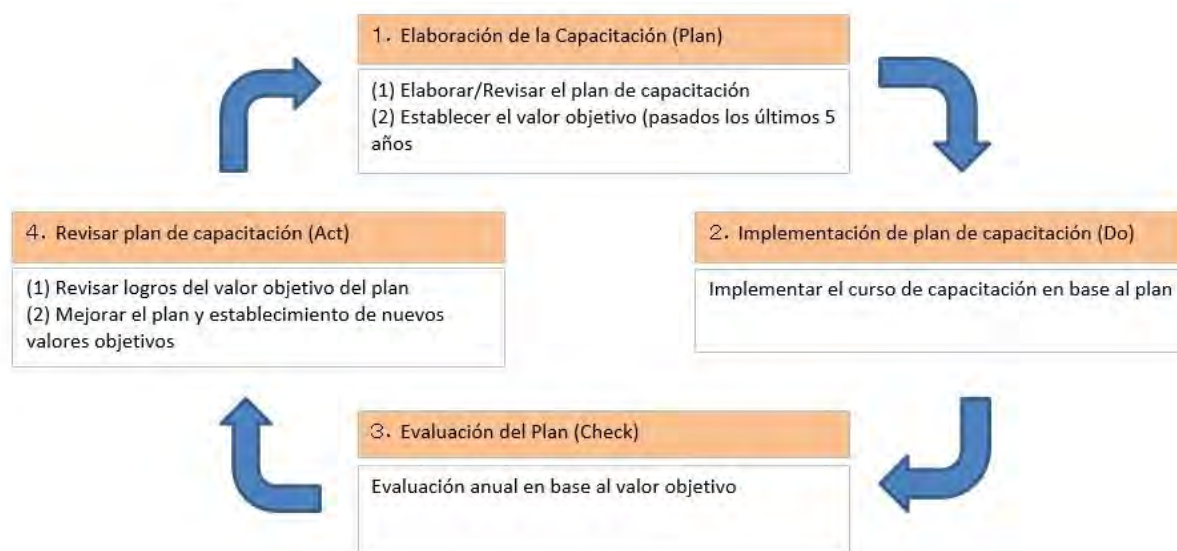 1. Elaboración de la Capacitación (Plan)
(1) Elaborar/Revisar el plan de capacitación
(2) Establecer el valor objetivo (pasados los últimos 5
años
2. Implementación de plan de capacitación (Do)
Implementar el curso de capacitación en base al plan
3. Evaluación del Plan (Check)
Evaluación anual en base al valor objetivo
4. Revisar plan de capacitación (Act)
(1) Revisar logros del valor objetivo del plan
(2) Mejorar el plan y establecimiento de nuevos
valores objetivos